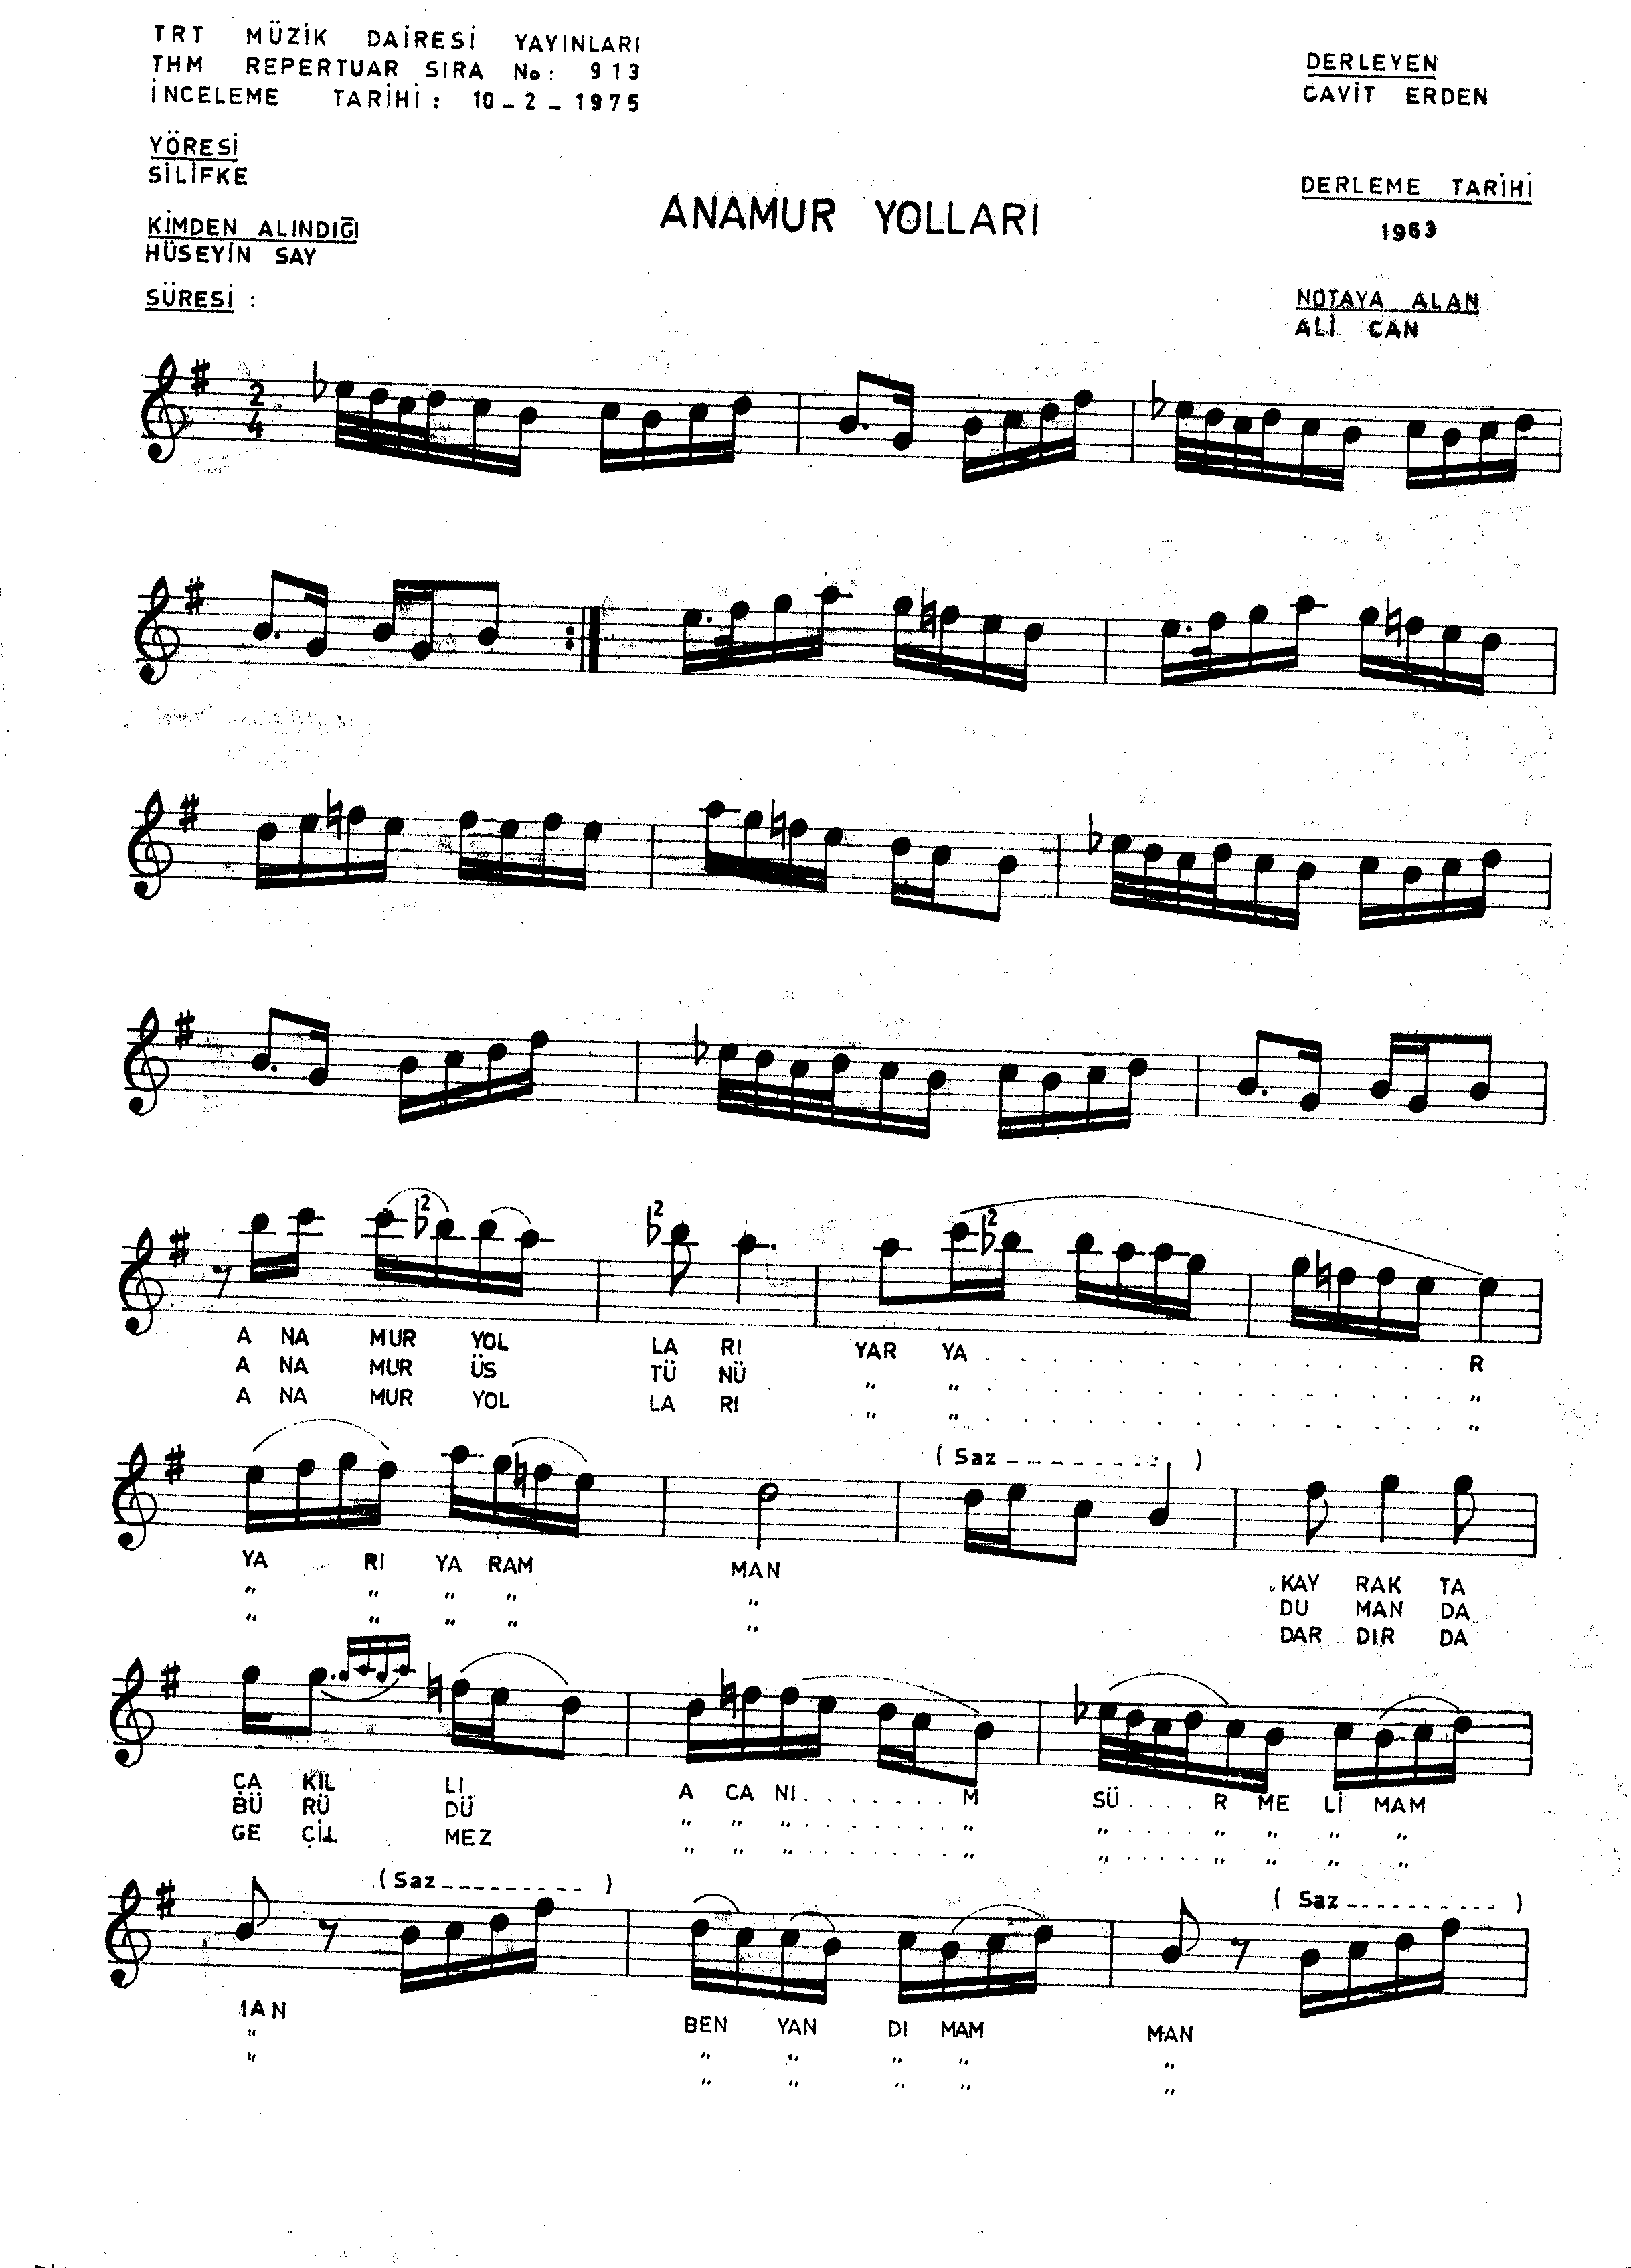 TRT MÜZİK DAİRESİ YAYINLARI
THM REPERTUAR SIRA No: 913
İNCELEME TARİHİ: 10-2-1975
DERLEYEN
CAVİT ERDEN
YÖRESİ
SİLİFKE
DERLEME TARİHİ
1963
KİMDEN ALINDIĞI
HÜSEYİN SAY
ANAMUR YOLLARI
SÜRESİ :
NOTAYA ALAN
ALİ CAN
2
4
2 2 2
A NA MUR YOL LA RI YAR YA . . . . . . . . . . . . . . R
A NA MUR ÜS TÜ NÜ " " . . . . . . . . . . . . . . "
A NA MUR YOL LA RI " " . . . . . . . . . . . . . . "
( Saz - - - - - - - - )
YA RI YA RAM MAN KAY RAK TA
" " " " " DU MAN DA
" " " " " DAR DIR DA
ÇA KIL LI A CA NI . . . . . . . M SÜ . . . . R ME Lİ MAM
BÜ RÜ DÜ " " " . . . . . . . " " . . . . " " " "
GE ÇİL MEZ " " " . . . . . . . " " . . . . " " " "
( Saz - - - - - - - - - ) ( Saz - - - - - - - - - )
IAN BEN YAN DI MAM MAN
" " " " " "
" " " " " "